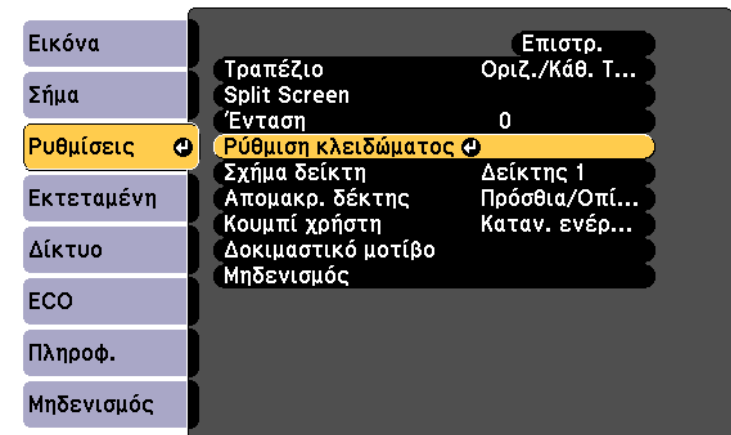 Εικόνα
Σήμα
Ρυθμίσεις
Εκτεταμένη
Δίκτυο
ECO
Πληροφ.
Μηδενισμός
Επιστρ.
Τραπέζιο Οριζ./Κάθ. Τ...
Split Screen
Ένταση 0
Ρύθμιση κλειδώματος
Σχήμα δείκτη Δείκτης 1
Απομακρ. δέκτης Πρόσθια/Οπί...
Κουμπί χρήστη Καταν. ενέρ...
Δοκιμαστικό μοτίβο
Μηδενισμός